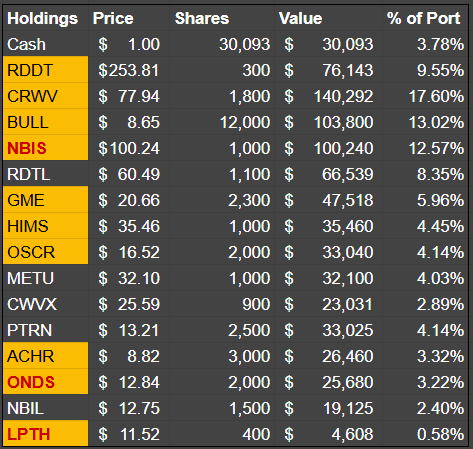 Holdings Price Shares Value % of Port
Cash $ 1.00 30,093 $ 30,093 3.78%
RDDT $253.81 300 $ 76,143 9.55%
CRWV $ 77.94 1,800 $ 140,292 17.60%
BULL $ 8.65 12,000 $ 103,800 13.02%
NBIS $100.24 1,000 $ 100,240 12.57%
RDTL $ 60.49 1,100 $ 66,539 8.35%
GME $ 20.66 2,300 $ 47,518 5.96%
HIMS $ 35.46 1,000 $ 35,460 4.45%
OSCR $ 16.52 2,000 $ 33,040 4.14%
METU $ 32.10 1,000 $ 32,100 4.03%
CWVX $ 25.59 900 $ 23,031 2.89%
PTRN $ 13.21 2,500 $ 33,025 4.14%
ACHR $ 8.82 3,000 $ 26,460 3.32%
ONDS $ 12.84 2,000 $ 25,680 3.22%
NBIL $ 12.75 1,500 $ 19,125 2.40%
LPTH $ 11.52 400 $ 4,608 0.58%